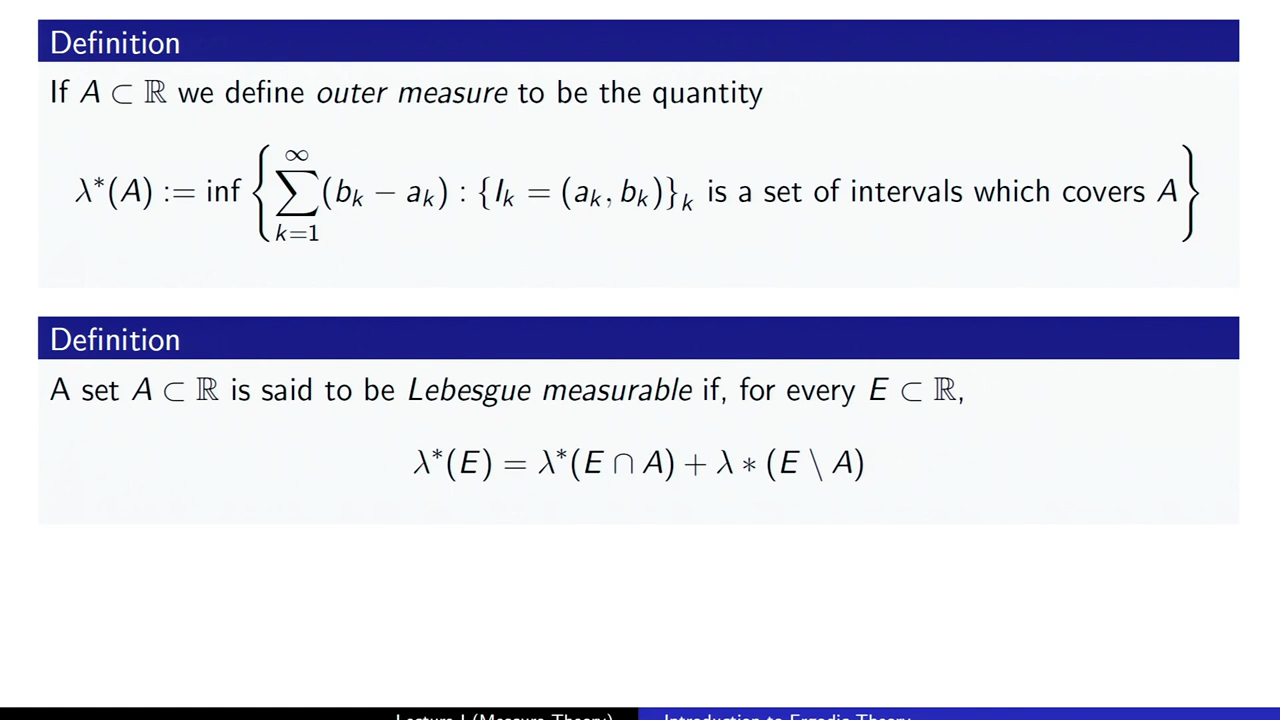 Definition
If A ⊂ ℝ we define outer measure to be the quantity
λ*(A) := inf { ∑_{k=1}^{∞} (b_k − a_k) : {I_k = (a_k, b_k)}_k is a set of intervals which covers A }
Definition
A set A ⊂ ℝ is said to be Lebesgue measurable if, for every E ⊂ ℝ,
λ*(E) = λ*(E ∩ A) + λ ∗ (E \ A)
Lecture I (Measure Theory) Introduction to Ergodic Theory